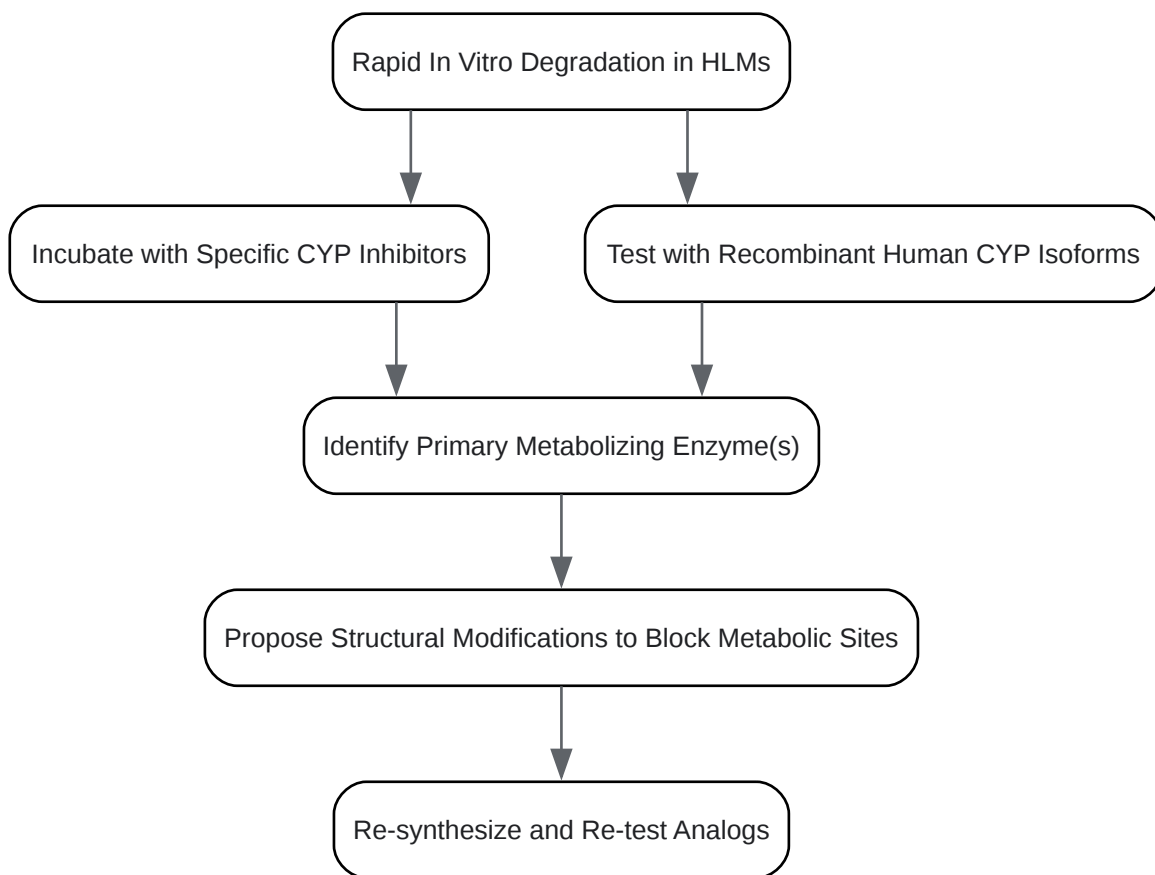 Rapid In Vitro Degradation in HLMs
Incubate with Specific CYP Inhibitors
Test with Recombinant Human CYP Isoforms
Identify Primary Metabolizing Enzyme(s)
Propose Structural Modifications to Block Metabolic Sites
Re-synthesize and Re-test Analogs